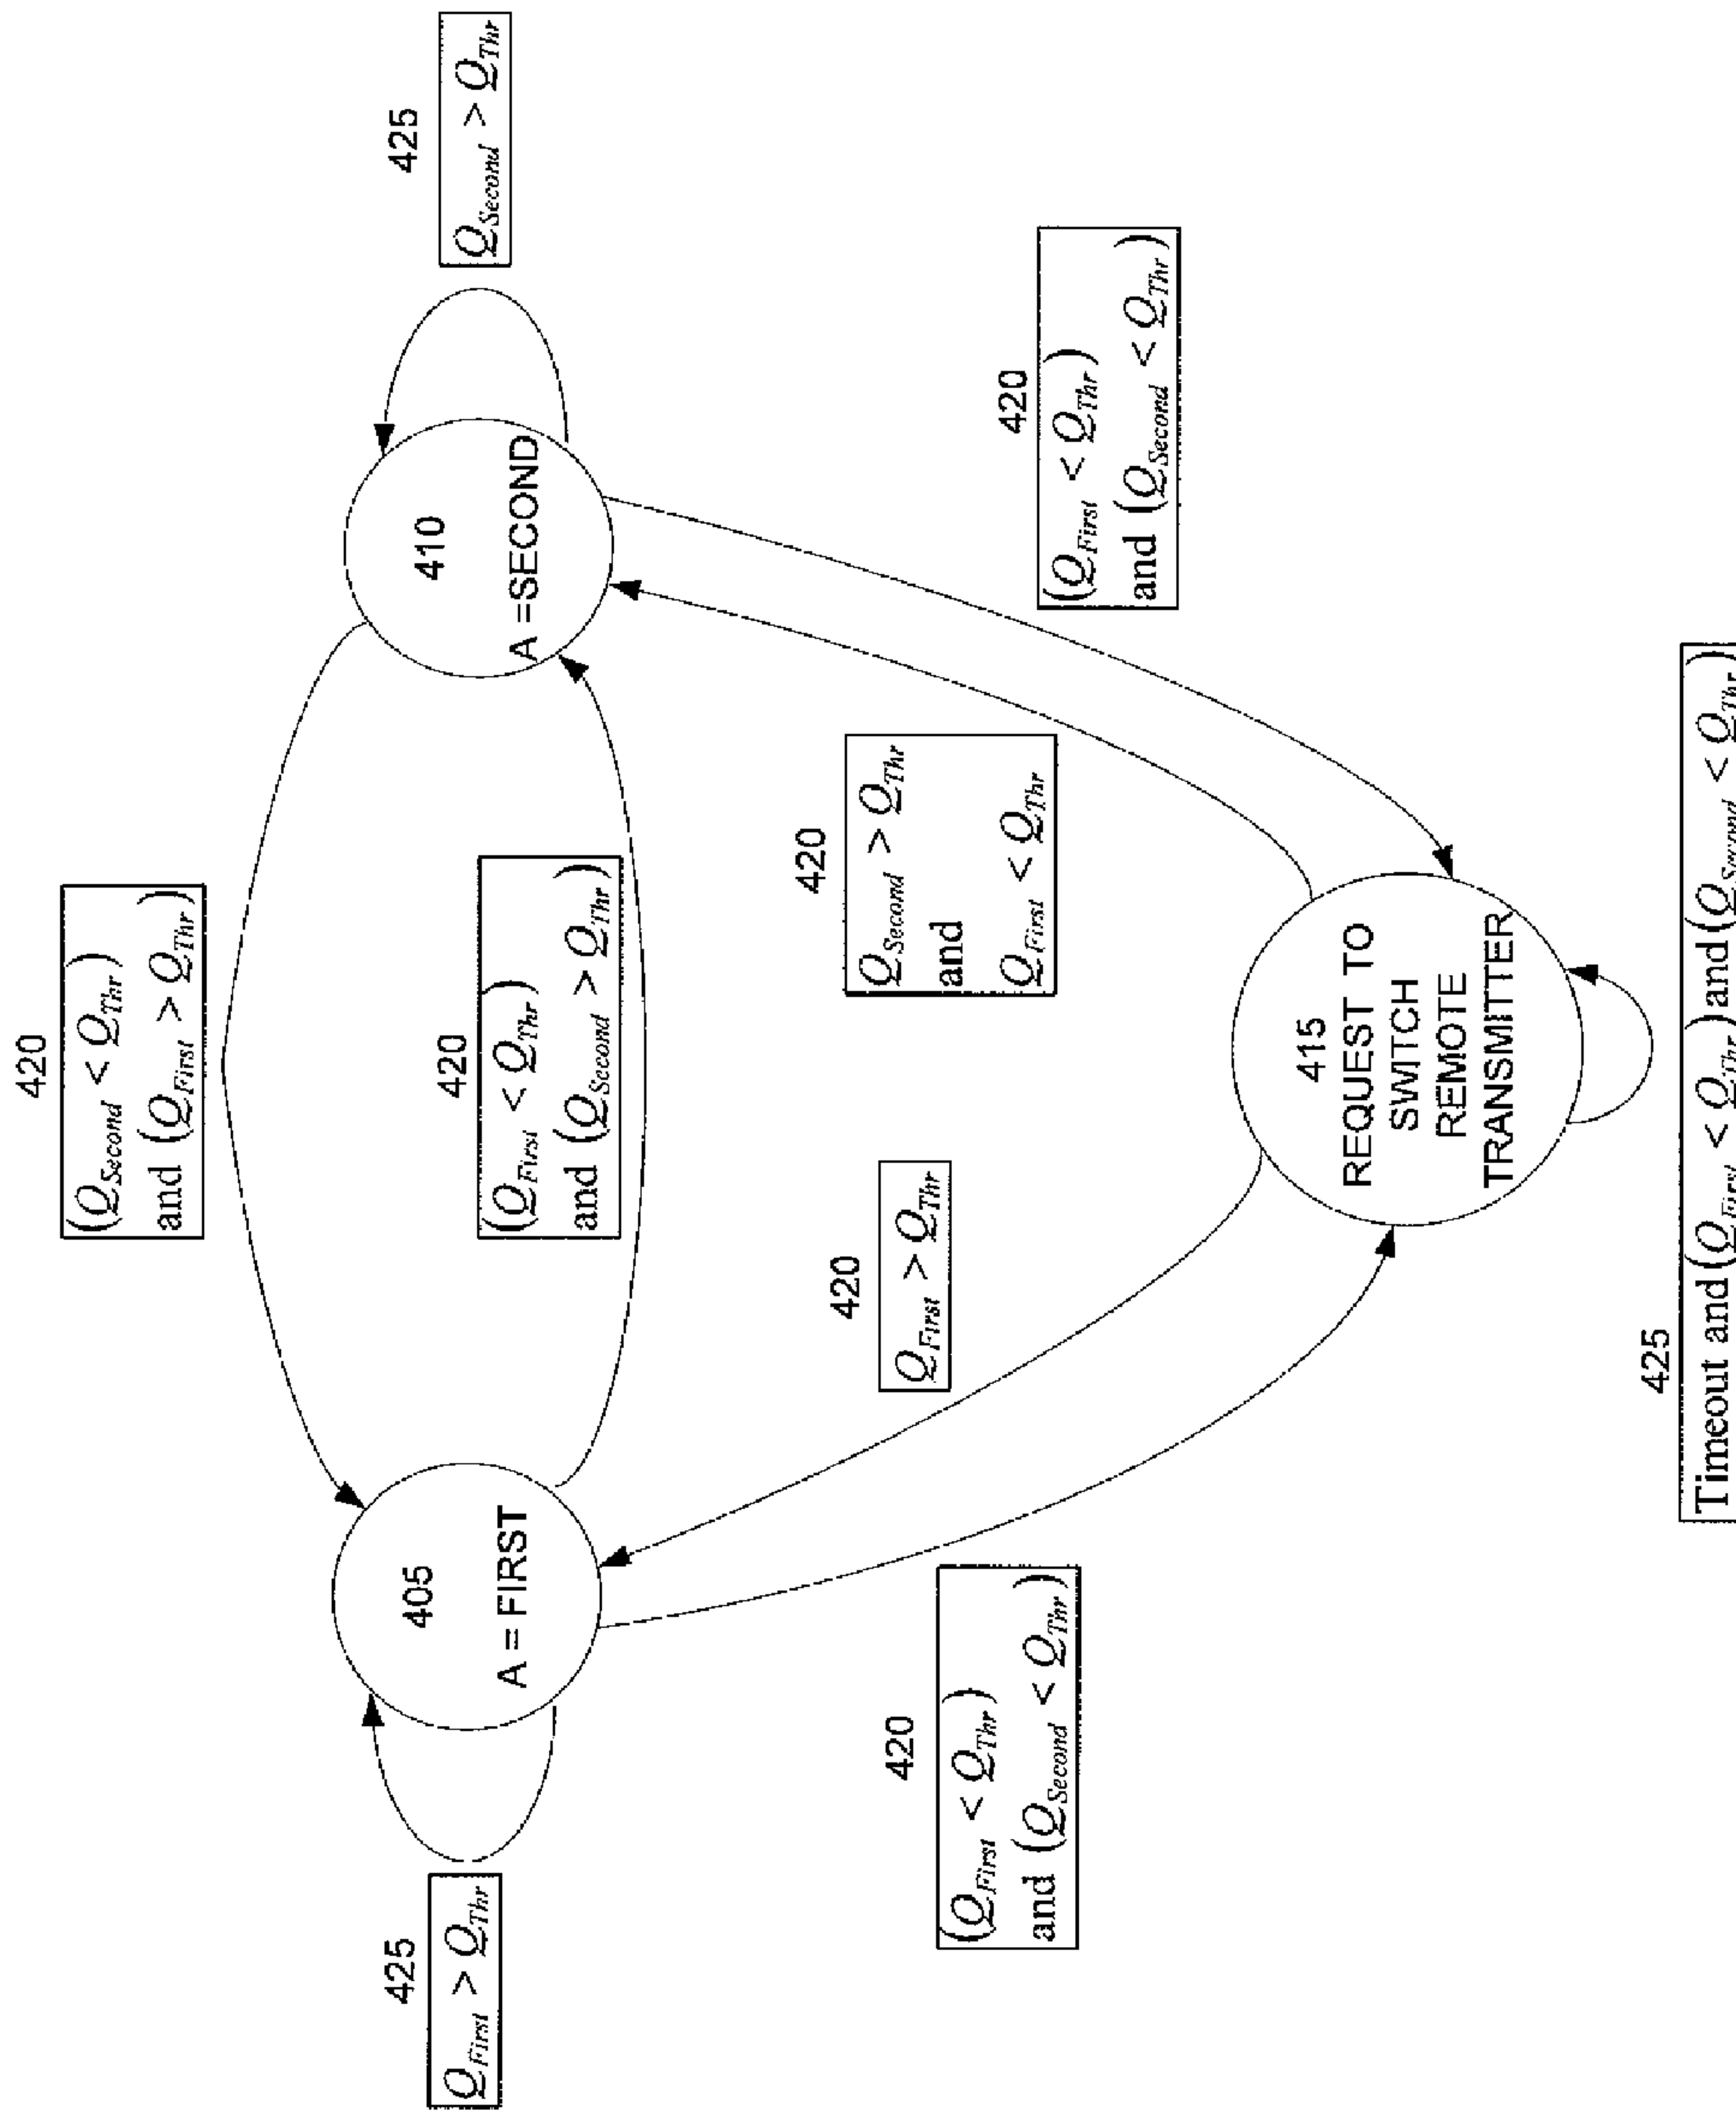 420
(Q_Second < Q_Thr)
and (Q_First > Q_Thr)
420
(Q_First < Q_Thr)
and (Q_Second > Q_Thr)
425
Q_First > Q_Thr
405
A = FIRST
410
A =SECOND
425
Q_Second > Q_Thr
420
Q_First > Q_Thr
420
Q_Second > Q_Thr
and
Q_First < Q_Thr
420
(Q_First < Q_Thr)
and (Q_Second < Q_Thr)
420
(Q_First < Q_Thr)
and (Q_Second < Q_Thr)
415
REQUEST TO
SWITCH
REMOTE
TRANSMITTER
425
Timeout and (Q_First < Q_Thr) and (Q_Second < Q_Thr)